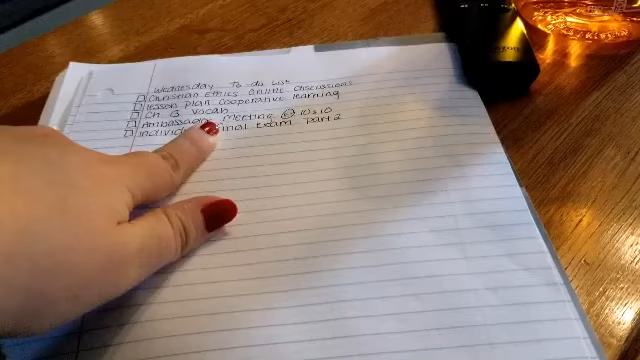 Wednesday To-do list
Christian Ethics Online discussions
lesson plan cooperative learning
Ch 13 Vocab
Ambassador Meeting @ 10:10
Final Exam Part 2